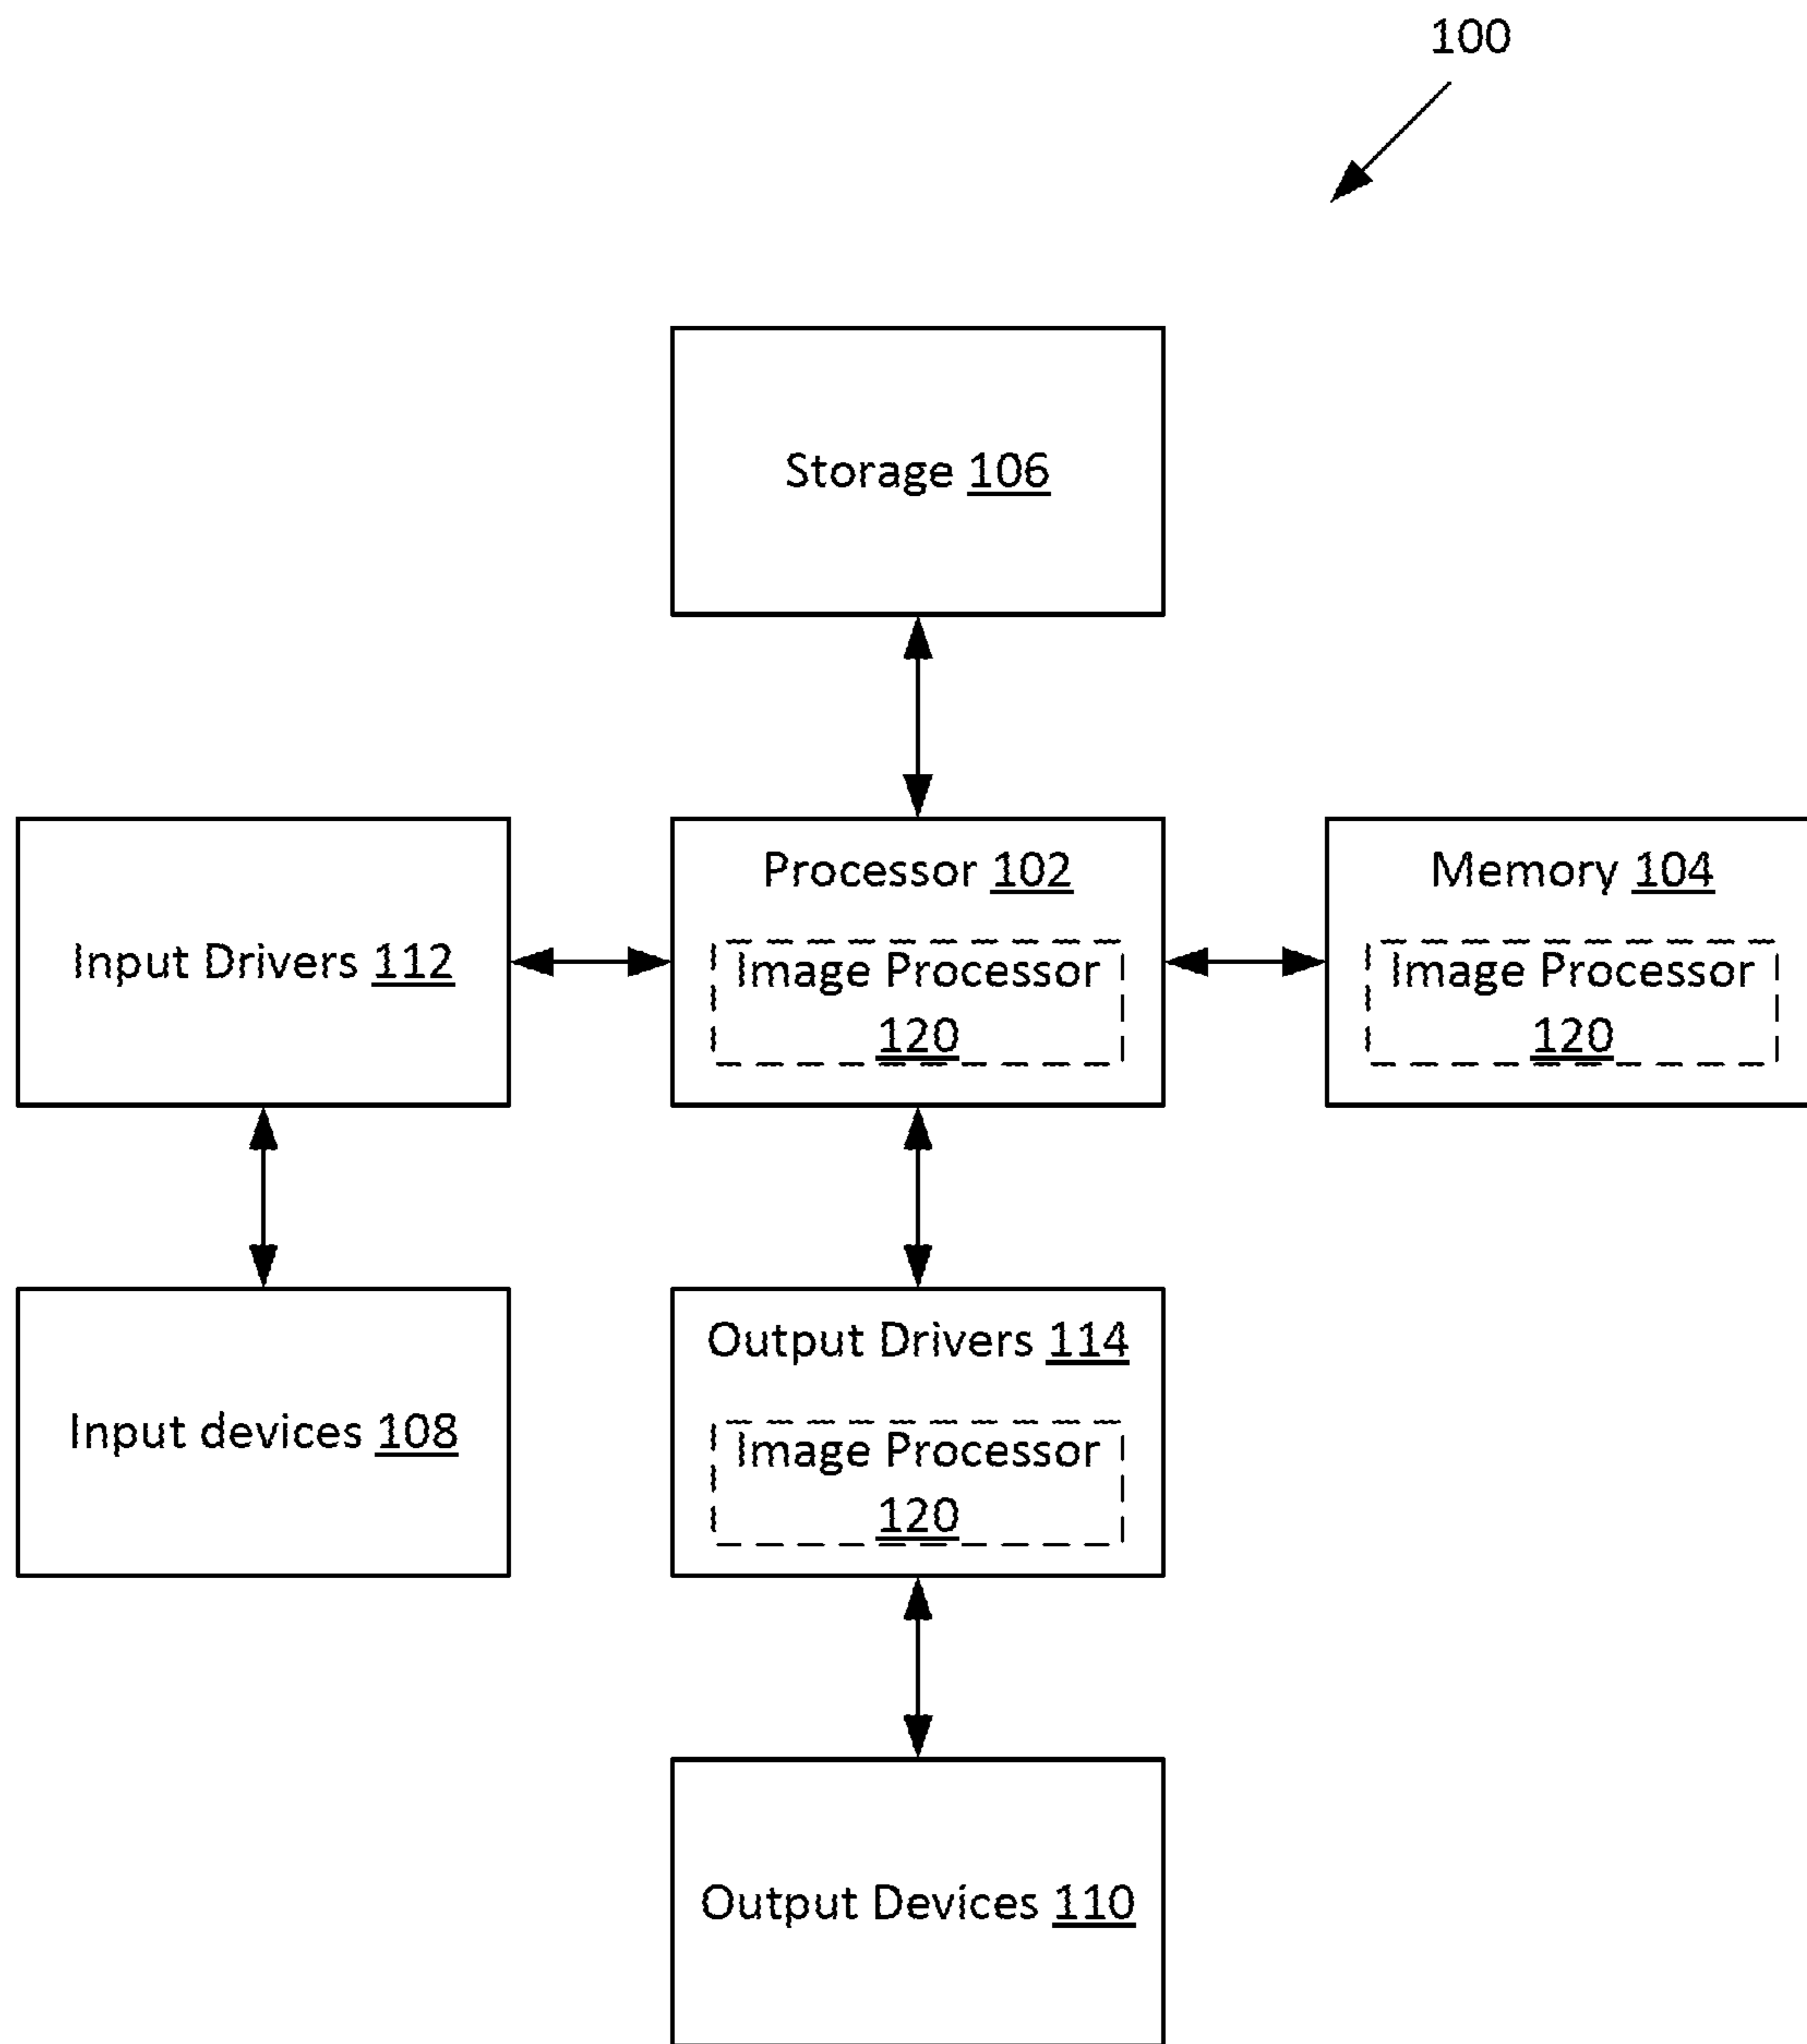 100
Storage 106
Input Drivers 112
Processor 102
Image Processor
120
Memory 104
Image Processor
120
Input devices 108
Output Drivers 114
Image Processor
120
Output Devices 110